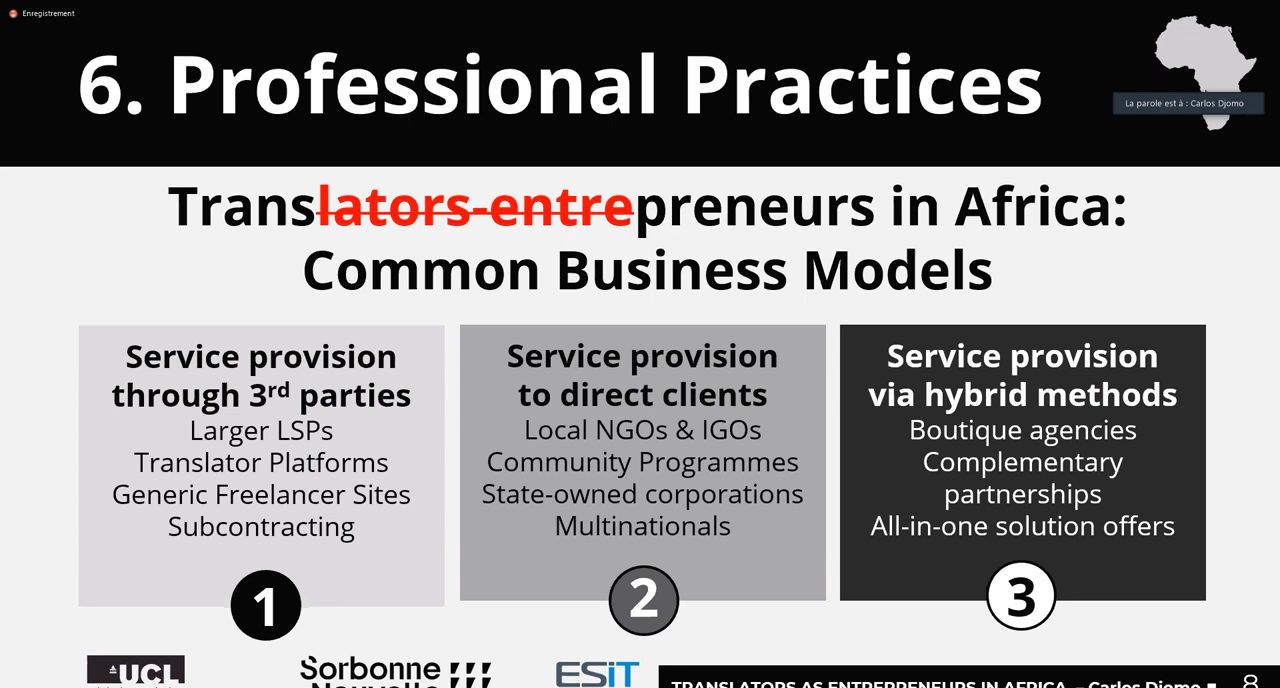 Enregistrement
6. Professional Practices
La parole est à : Carlos Djomo
Translators-entrepreneurs in Africa:
Common Business Models
Service provision
through 3rd parties
Larger LSPs
Translator Platforms
Generic Freelancer Sites
Subcontracting
1
Service provision
to direct clients
Local NGOs & IGOs
Community Programmes
State-owned corporations
Multinationals
2
Service provision
via hybrid methods
Boutique agencies
Complementary
partnerships
All-in-one solution offers
3
UCL
Sorbonne
Nouvelle
ESiT
TRANSLATORS AS ENTREPRENEURS IN AFRICA – Carlos Djomo
8